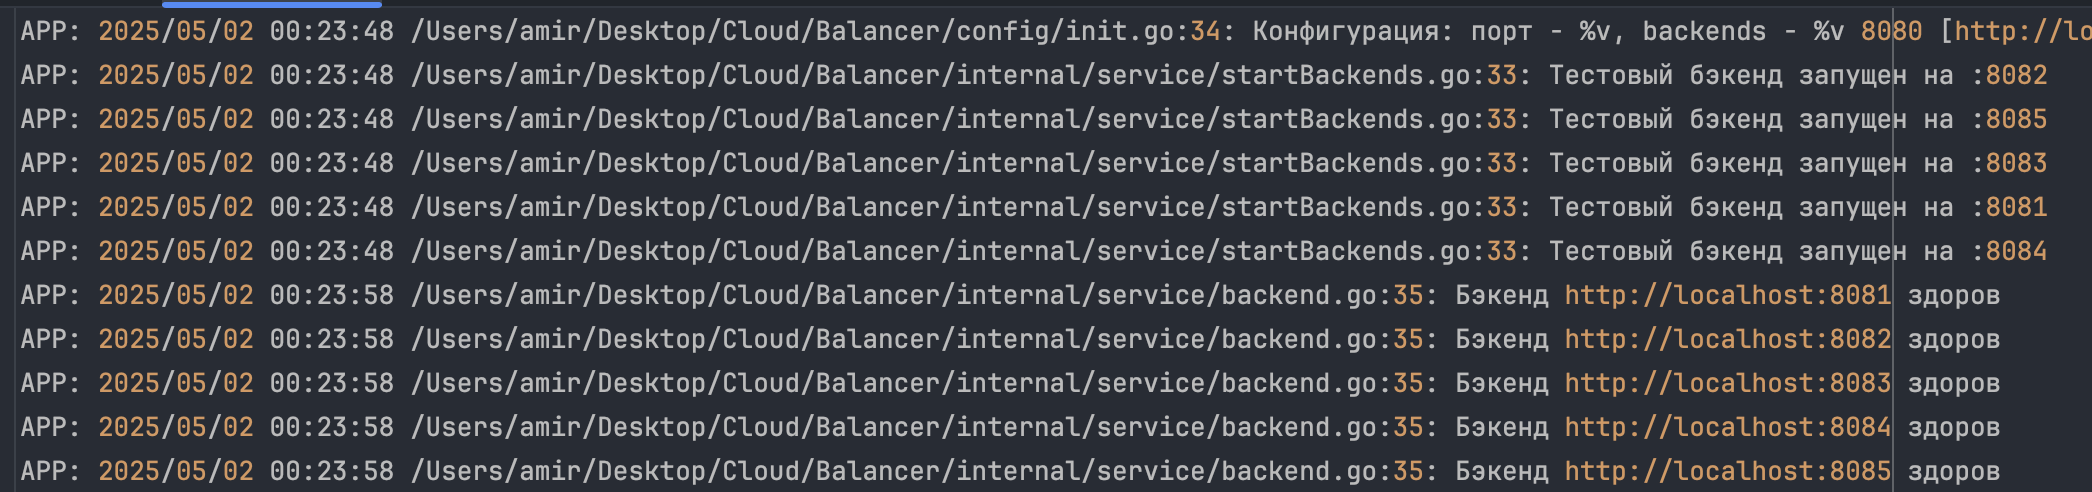 APP: 2025/05/02 00:23:48 /Users/amir/Desktop/Cloud/Balancer/config/init.go:34: Конфигурация: порт - %v, backends - %v 8080 [http://lo
APP: 2025/05/02 00:23:48 /Users/amir/Desktop/Cloud/Balancer/internal/service/startBackends.go:33: Тестовый бэкенд запущен на :8082
APP: 2025/05/02 00:23:48 /Users/amir/Desktop/Cloud/Balancer/internal/service/startBackends.go:33: Тестовый бэкенд запущен на :8085
APP: 2025/05/02 00:23:48 /Users/amir/Desktop/Cloud/Balancer/internal/service/startBackends.go:33: Тестовый бэкенд запущен на :8083
APP: 2025/05/02 00:23:48 /Users/amir/Desktop/Cloud/Balancer/internal/service/startBackends.go:33: Тестовый бэкенд запущен на :8081
APP: 2025/05/02 00:23:48 /Users/amir/Desktop/Cloud/Balancer/internal/service/startBackends.go:33: Тестовый бэкенд запущен на :8084
APP: 2025/05/02 00:23:58 /Users/amir/Desktop/Cloud/Balancer/internal/service/backend.go:35: Бэкенд http://localhost:8081 здоров
APP: 2025/05/02 00:23:58 /Users/amir/Desktop/Cloud/Balancer/internal/service/backend.go:35: Бэкенд http://localhost:8082 здоров
APP: 2025/05/02 00:23:58 /Users/amir/Desktop/Cloud/Balancer/internal/service/backend.go:35: Бэкенд http://localhost:8083 здоров
APP: 2025/05/02 00:23:58 /Users/amir/Desktop/Cloud/Balancer/internal/service/backend.go:35: Бэкенд http://localhost:8084 здоров
APP: 2025/05/02 00:23:58 /Users/amir/Desktop/Cloud/Balancer/internal/service/backend.go:35: Бэкенд http://localhost:8085 здоров